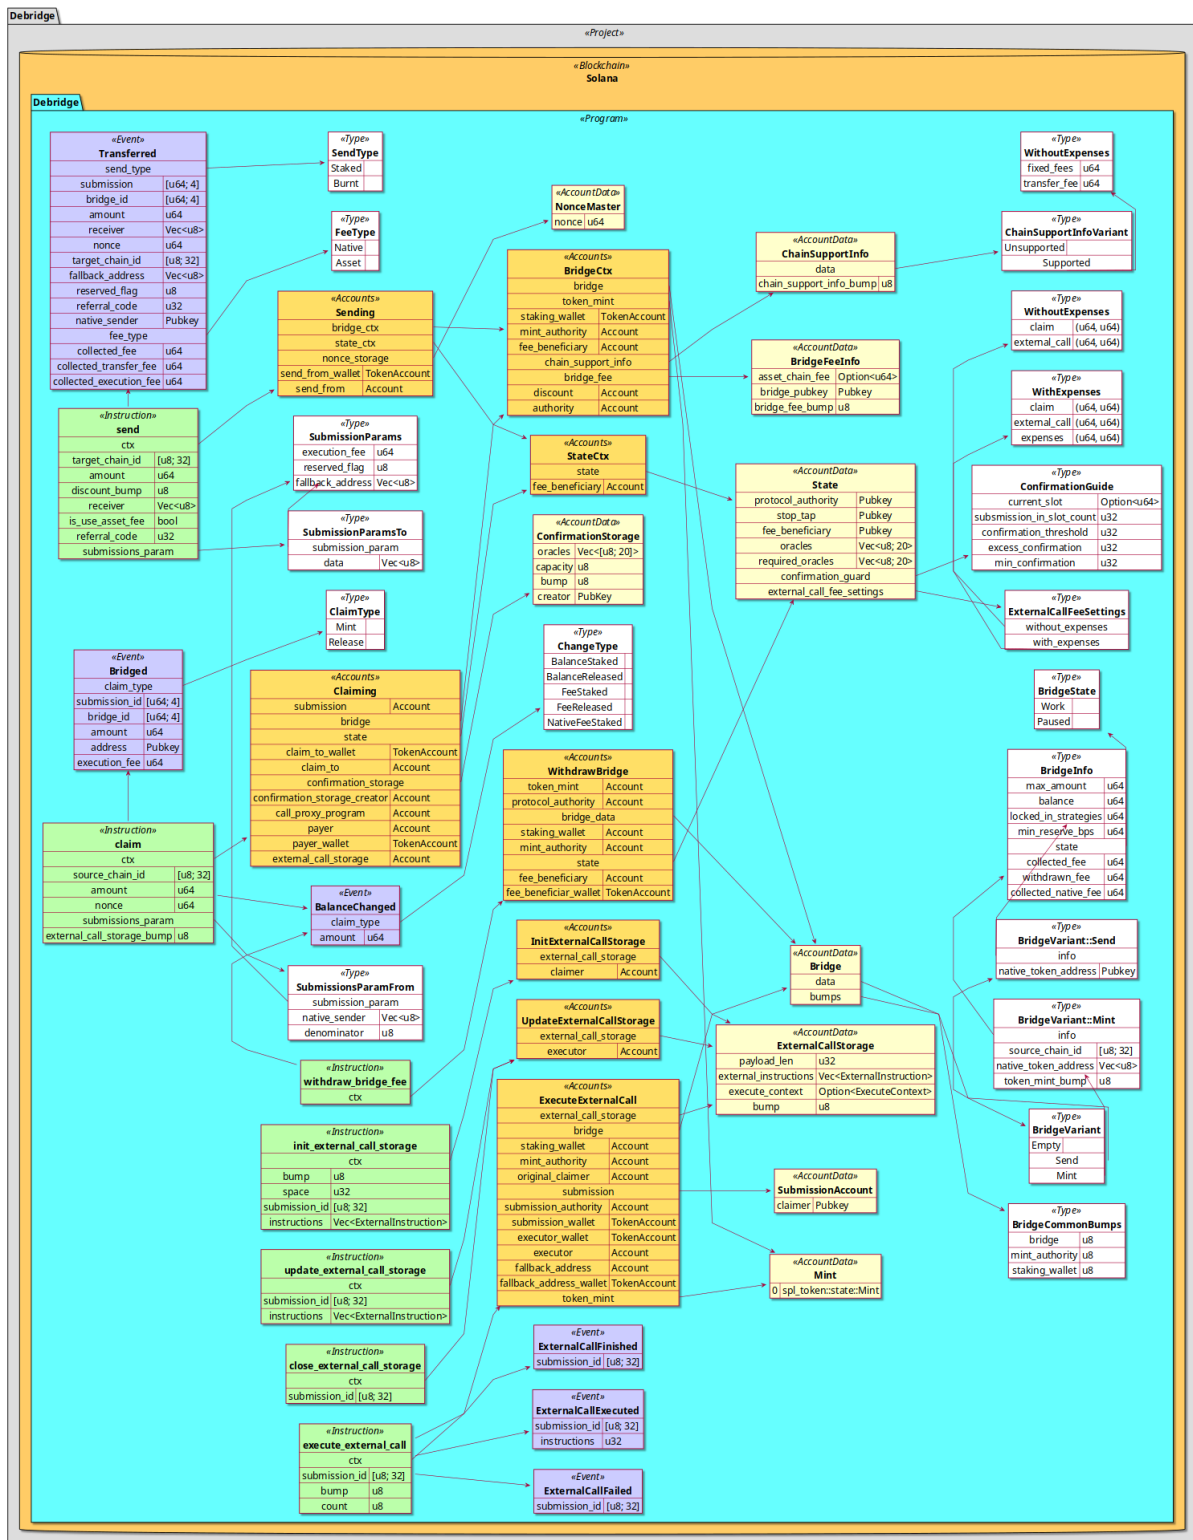 Debridge
«Project»
«Blockchain»
Solana
Debridge
«Program»
«Event»
Transferred
send_type
submission [u64; 4]
bridge_id [u64; 4]
amount u64
receiver Vec<u8>
nonce u64
target_chain_id [u8; 32]
fallback_address Vec<u8>
reserved_flag u8
referral_code u32
native_sender Pubkey
fee_type
collected_fee u64
collected_transfer_fee u64
collected_execution_fee u64
«Instruction»
send
ctx
target_chain_id [u8; 32]
amount u64
discount_bump u8
receiver Vec<u8>
is_use_asset_fee bool
referral_code u32
submissions_param
«Event»
Bridged
claim_type
submission_id [u64; 4]
bridge_id [u64; 4]
amount u64
address Pubkey
execution_fee u64
«Instruction»
claim
ctx
source_chain_id [u8; 32]
amount u64
nonce u64
submissions_param
external_call_storage_bump u8
«Type»
SendType
Staked
Burnt
«Type»
FeeType
Native
Asset
«Accounts»
Sending
bridge_ctx
state_ctx
nonce_storage
send_from_wallet TokenAccount
send_from Account
«Type»
SubmissionParams
execution_fee u64
reserved_flag u8
fallback_address Vec<u8>
«Type»
SubmissionParamsTo
submission_param
data Vec<u8>
«Type»
ClaimType
Mint
Release
«Accounts»
Claiming
submission Account
bridge
state
claim_to_wallet TokenAccount
claim_to Account
confirmation_storage
confirmation_storage_creator Account
call_proxy_program Account
payer Account
payer_wallet TokenAccount
external_call_storage Account
«Event»
BalanceChanged
claim_type
amount u64
«Type»
SubmissionsParamFrom
submission_param
native_sender Vec<u8>
denominator u8
«Instruction»
withdraw_bridge_fee
ctx
«Instruction»
init_external_call_storage
ctx
bump u8
space u32
submission_id [u8; 32]
instructions Vec<ExternalInstruction>
«Instruction»
update_external_call_storage
ctx
submission_id [u8; 32]
instructions Vec<ExternalInstruction>
«Instruction»
close_external_call_storage
ctx
submission_id [u8; 32]
«Instruction»
execute_external_call
ctx
submission_id [u8; 32]
bump u8
count u8
«AccountData»
NonceMaster
nonce u64
«Accounts»
BridgeCtx
bridge
token_mint
staking_wallet TokenAccount
mint_authority Account
fee_beneficiary Account
chain_support_info
bridge_fee
discount Account
authority Account
«Accounts»
StateCtx
state
fee_beneficiary Account
«AccountData»
ConfirmationStorage
oracles Vec<[u8; 20]>
capacity u8
bump u8
creator PubKey
«Type»
ChangeType
BalanceStaked
BalanceReleased
FeeStaked
FeeReleased
NativeFeeStaked
«Accounts»
WithdrawBridge
token_mint Account
protocol_authority Account
bridge_data
staking_wallet Account
mint_authority Account
state
fee_beneficiary Account
fee_beneficiar_wallet TokenAccount
«Accounts»
InitExternalCallStorage
external_call_storage
claimer Account
«Accounts»
UpdateExternalCallStorage
external_call_storage
executor Account
«Accounts»
ExecuteExternalCall
external_call_storage
bridge
staking_wallet Account
mint_authority Account
original_claimer Account
submission
submission_authority Account
submission_wallet TokenAccount
executor_wallet TokenAccount
executor Account
fallback_address Account
fallback_address_wallet TokenAccount
token_mint
«Event»
ExternalCallFinished
submission_id [u8; 32]
«Event»
ExternalCallExecuted
submission_id [u8; 32]
instructions u32
«Event»
ExternalCallFailed
submission_id [u8; 32]
«AccountData»
ChainSupportInfo
data
chain_support_info_bump u8
«AccountData»
BridgeFeeInfo
asset_chain_fee Option<u64>
bridge_pubkey Pubkey
bridge_fee_bump u8
«AccountData»
State
protocol_authority Pubkey
stop_tap Pubkey
fee_beneficiary Pubkey
oracles Vec<u8; 20>
required_oracles Vec<u8; 20>
confirmation_guard
external_call_fee_settings
«AccountData»
Bridge
data
bumps
«AccountData»
ExternalCallStorage
payload_len u32
external_instructions Vec<ExternalInstruction>
execute_context Option<ExecuteContext>
bump u8
«AccountData»
SubmissionAccount
claimer Pubkey
«AccountData»
Mint
0 spl_token::state::Mint
«Type»
WithoutExpenses
fixed_fees u64
transfer_fee u64
«Type»
ChainSupportInfoVariant
Unsupported
Supported
«Type»
WithoutExpenses
claim (u64, u64)
external_call (u64, u64)
«Type»
WithExpenses
claim (u64, u64)
external_call (u64, u64)
expenses (u64, u64)
«Type»
ConfirmationGuide
current_slot Option<u64>
subsmission_in_slot_count u32
confirmation_threshold u32
excess_confirmation u32
min_confirmation u32
«Type»
ExternalCallFeeSettings
without_expenses
with_expenses
«Type»
BridgeState
Work
Paused
«Type»
BridgeInfo
max_amount u64
balance u64
locked_in_strategies u64
min_reserve_bps u64
state
collected_fee u64
withdrawn_fee u64
collected_native_fee u64
«Type»
BridgeVariant::Send
info
native_token_address Pubkey
«Type»
BridgeVariant::Mint
info
source_chain_id [u8; 32]
native_token_address Vec<u8>
token_mint_bump u8
«Type»
BridgeVariant
Empty
Send
Mint
«Type»
BridgeCommonBumps
bridge u8
mint_authority u8
staking_wallet u8